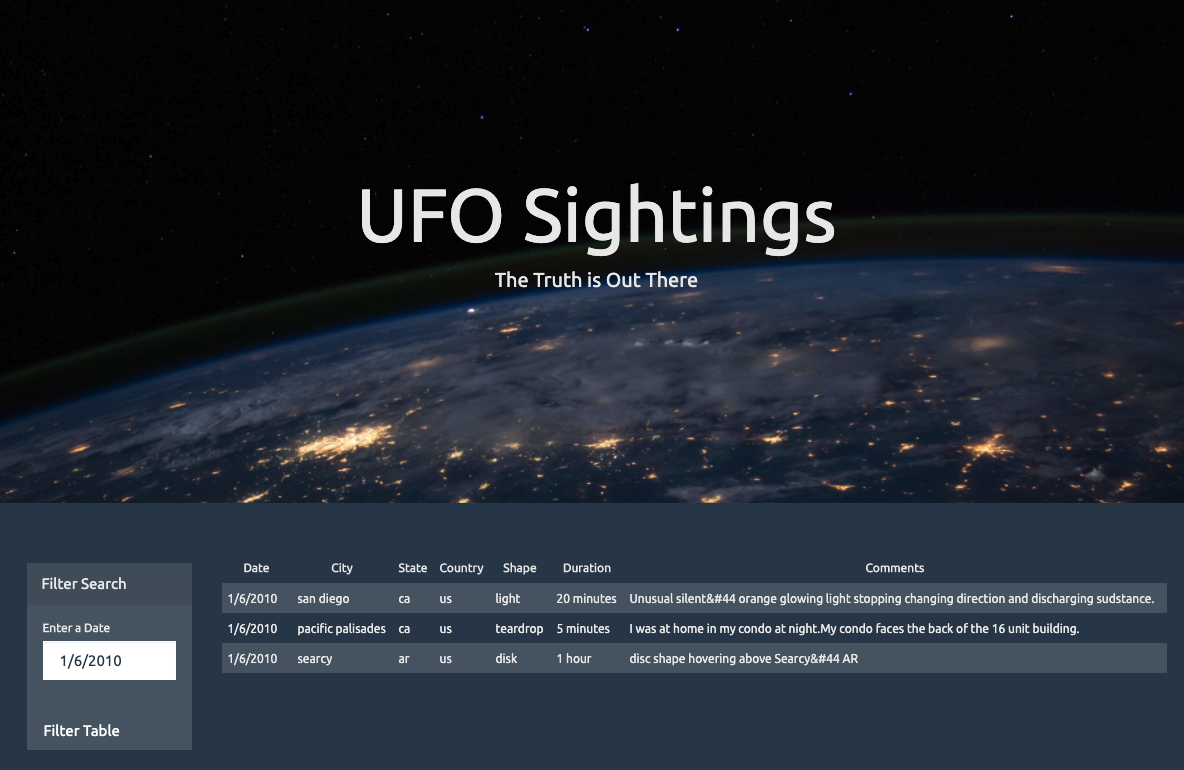 UFO Sightings
The Truth is Out There
Filter Search
Enter a Date
1/6/2010
Filter Table
Date City State Country Shape Duration Comments
1/6/2010 san diego ca us light 20 minutes Unusual silent&#44 orange glowing light stopping changing direction and discharging sudstance.
1/6/2010 pacific palisades ca us teardrop 5 minutes I was at home in my condo at night.My condo faces the back of the 16 unit building.
1/6/2010 searcy ar us disk 1 hour disc shape hovering above Searcy&#44 AR